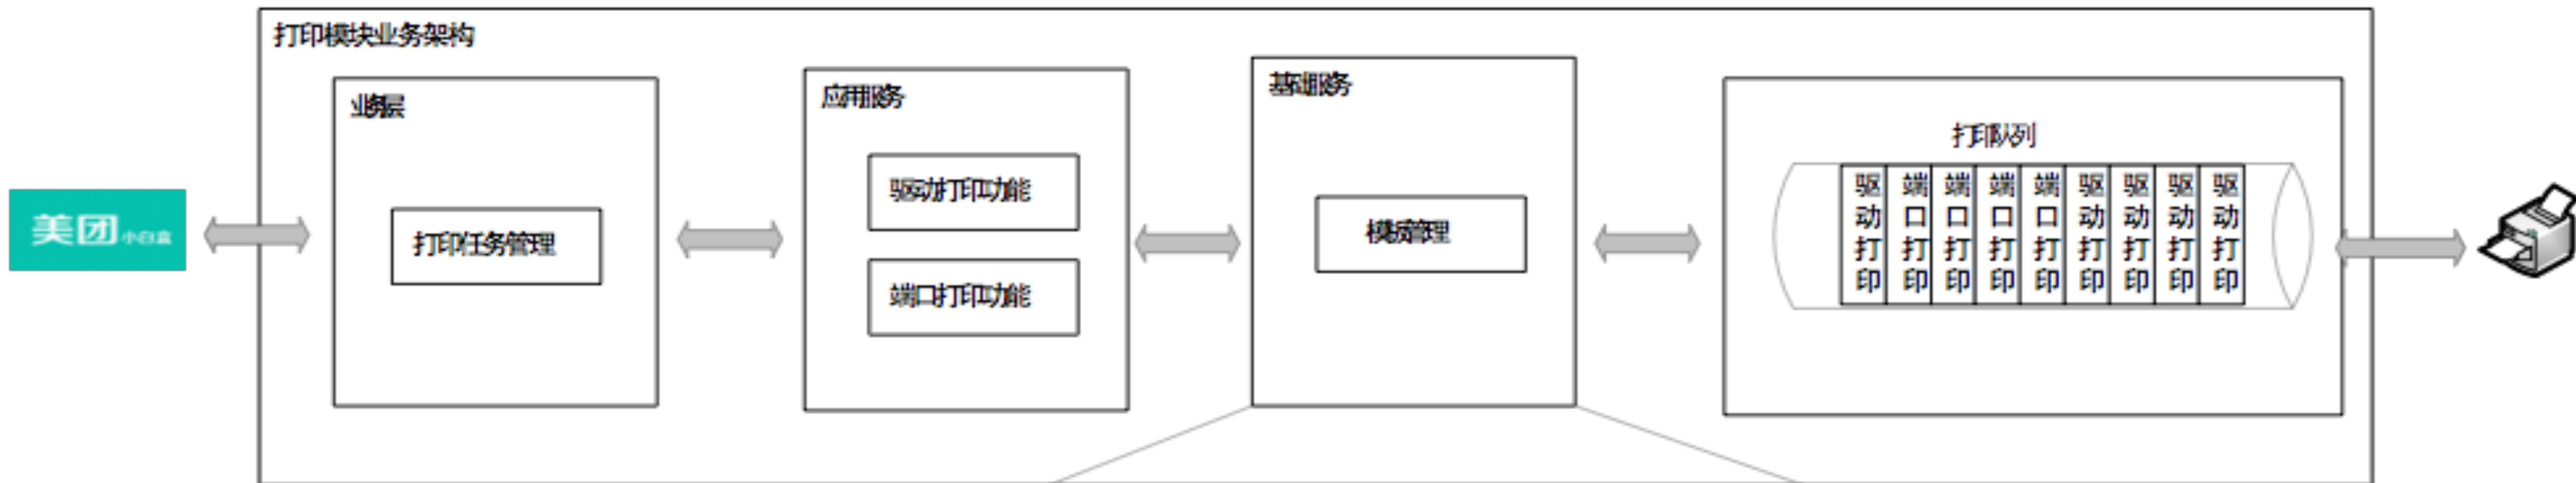 打印模块业务架构
业务层
打印任务管理
应用服务
驱动打印功能
端口打印功能
基础服务
模板管理
打印队列
驱动打印
端口打印
端口打印
端口打印
端口打印
驱动打印
驱动打印
驱动打印
驱动打印
美团小白盒